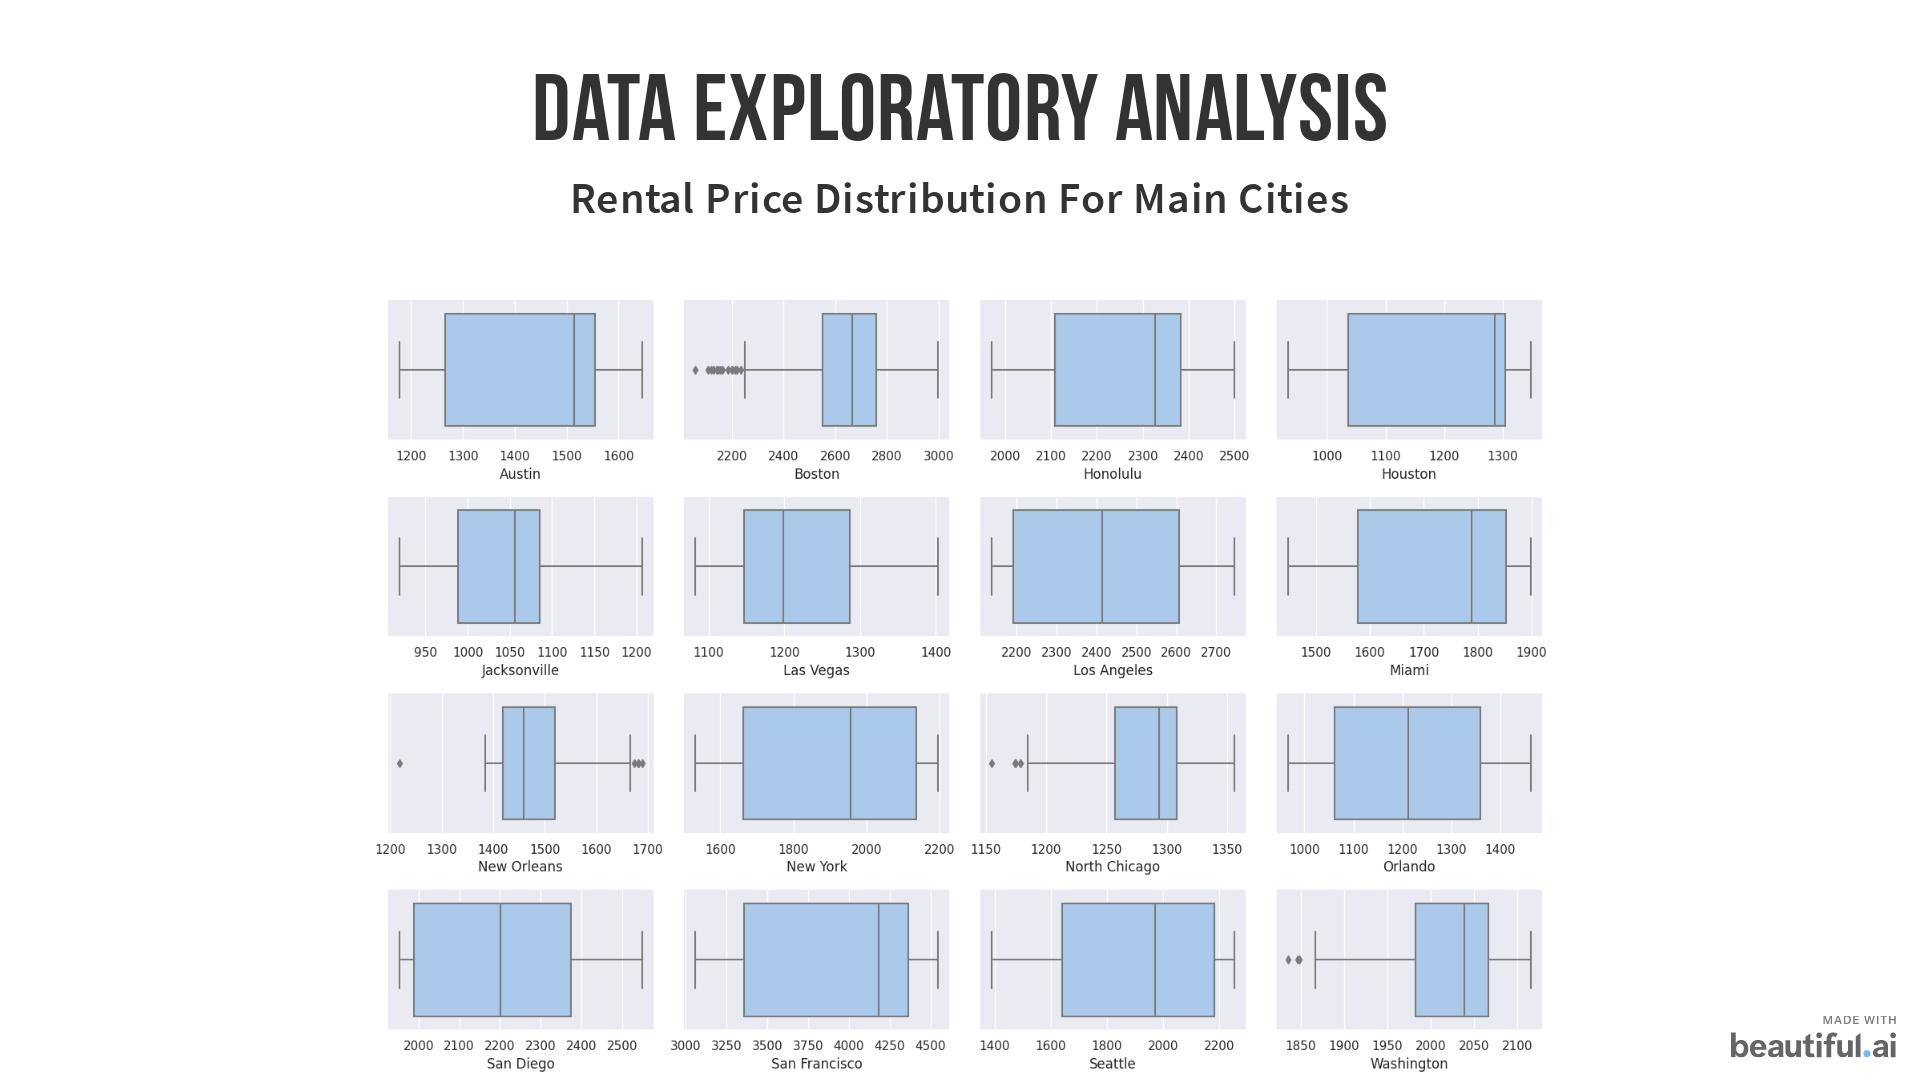 DATA EXPLORATORY ANALYSIS
Rental Price Distribution For Main Cities
1200 1300 1400 1500 1600
Austin
2200 2400 2600 2800 3000
Boston
2000 2100 2200 2300 2400 2500
Honolulu
1000 1100 1200 1300
Houston
950 1000 1050 1100 1150 1200
Jacksonville
1100 1200 1300 1400
Las Vegas
2200 2300 2400 2500 2600 2700
Los Angeles
1500 1600 1700 1800 1900
Miami
1200 1300 1400 1500 1600 1700
New Orleans
1600 1800 2000 2200
New York
1150 1200 1250 1300 1350
North Chicago
1000 1100 1200 1300 1400
Orlando
2000 2100 2200 2300 2400 2500
San Diego
3000 3250 3500 3750 4000 4250 4500
San Francisco
1400 1600 1800 2000 2200
Seattle
1850 1900 1950 2000 2050 2100
Washington
MADE WITH
beautiful.ai